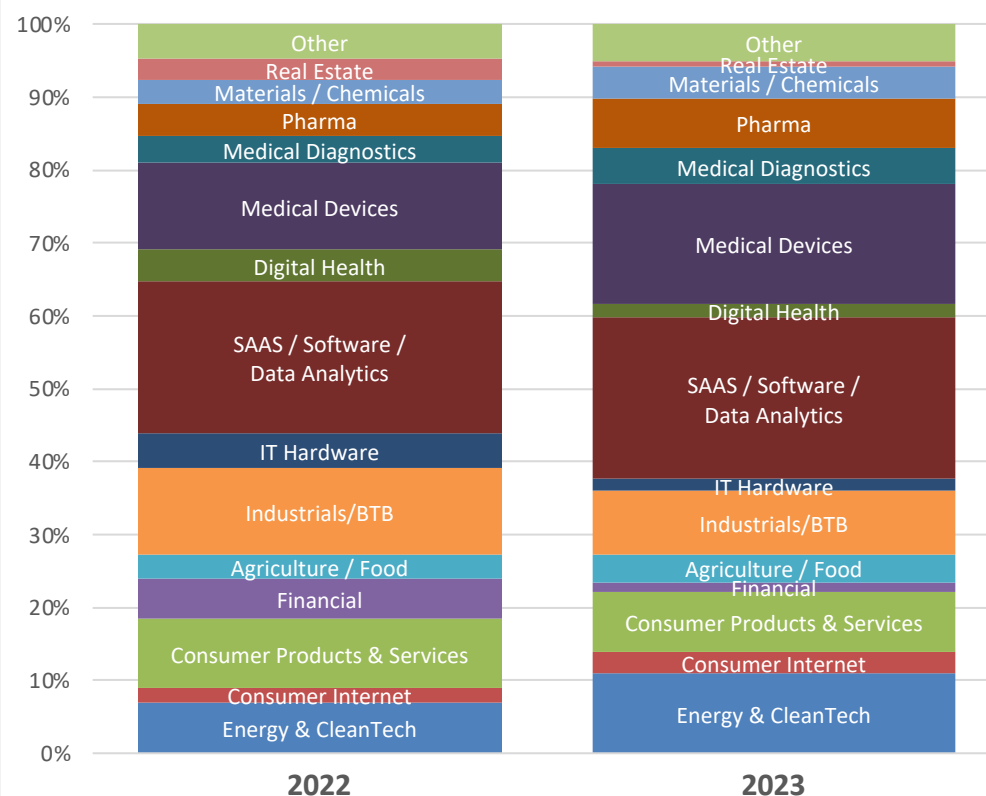 100%
90%
80%
70%
60%
50%
40%
30%
20%
10%
0%
Other
Real Estate
Materials / Chemicals
Pharma
Medical Diagnostics
Medical Devices
Digital Health
SAAS / Software /
Data Analytics
IT Hardware
Industrials/BTB
Agriculture / Food
Financial
Consumer Products & Services
Consumer Internet
Energy & CleanTech
2022
Other
Real Estate
Materials / Chemicals
Pharma
Medical Diagnostics
Medical Devices
Digital Health
SAAS / Software /
Data Analytics
IT Hardware
Industrials/BTB
Agriculture / Food
Financial
Consumer Products & Services
Consumer Internet
Energy & CleanTech
2023